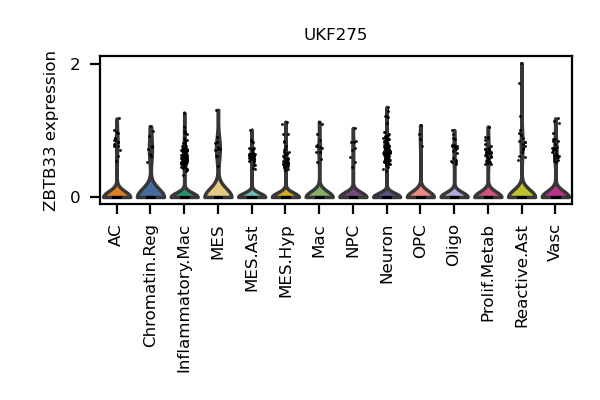 UKF275
ZBTB33 expression
2
0
AC
Chromatin.Reg
Inflammatory.Mac
MES
MES.Ast
MES.Hyp
Mac
NPC
Neuron
OPC
Oligo
Prolif.Metab
Reactive.Ast
Vasc